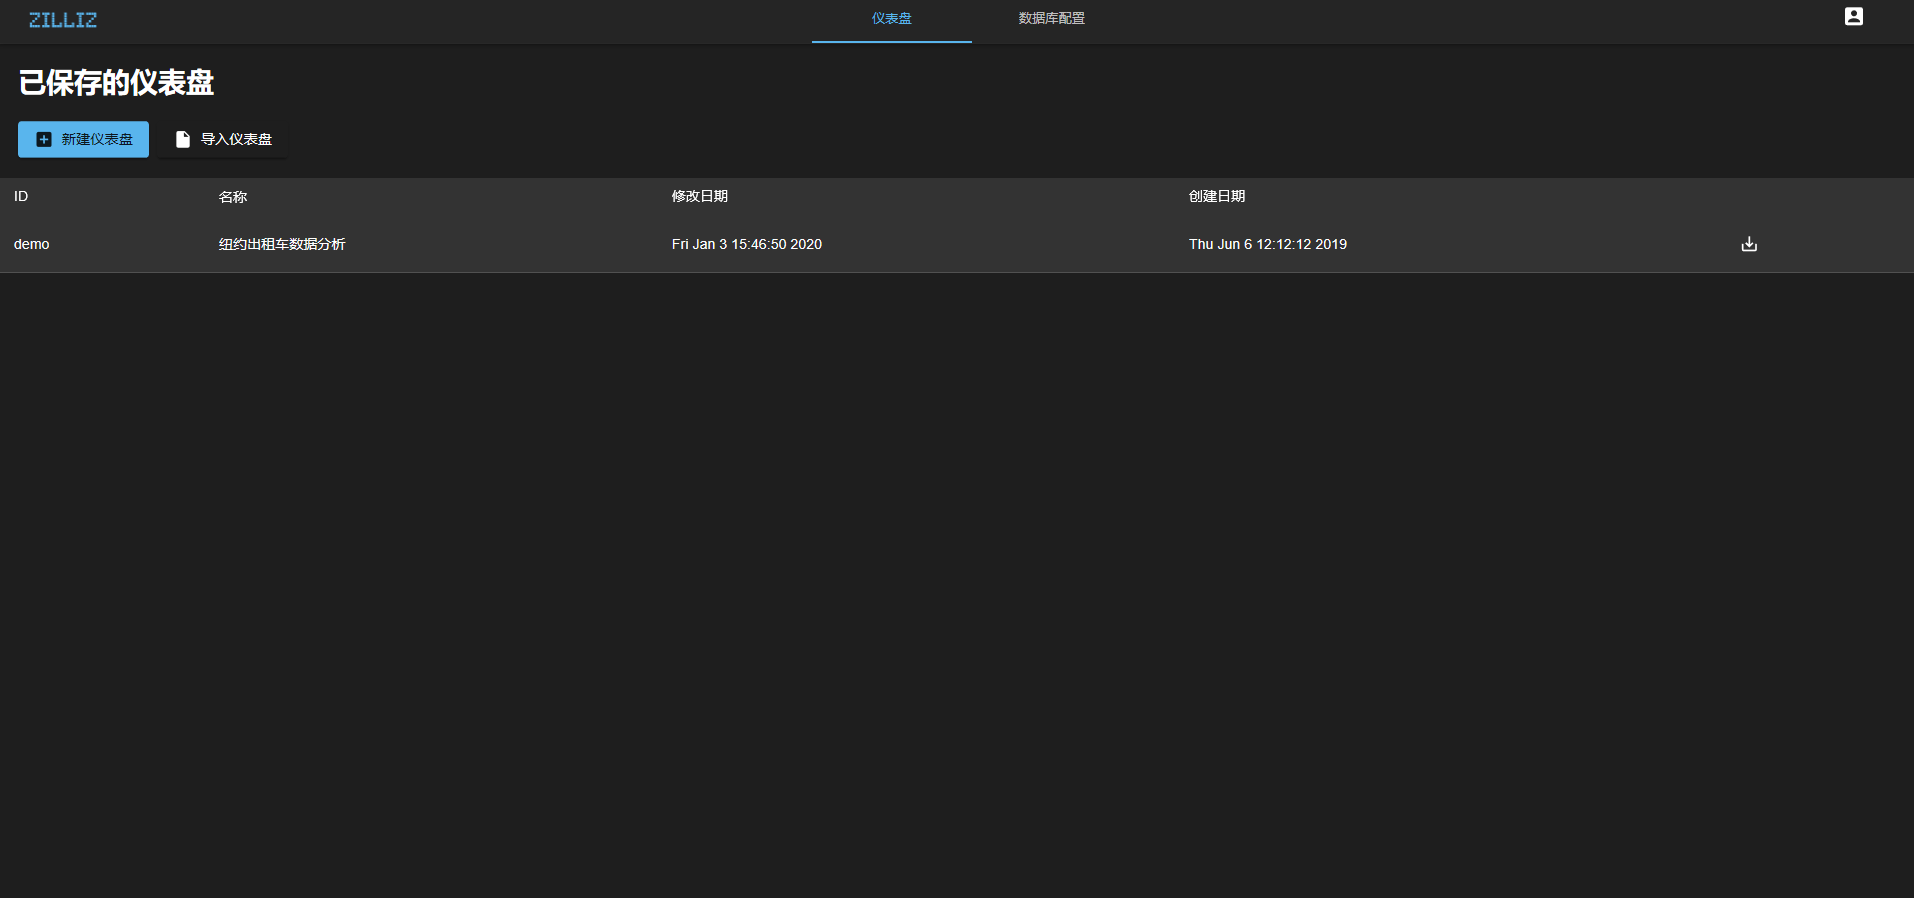 ZILLIZ 仪表盘 数据库配置
已保存的仪表盘
新建仪表盘 导入仪表盘
ID 名称 修改日期 创建日期
demo 纽约出租车数据分析 Fri Jan 3 15:46:50 2020 Thu Jun 6 12:12:12 2019